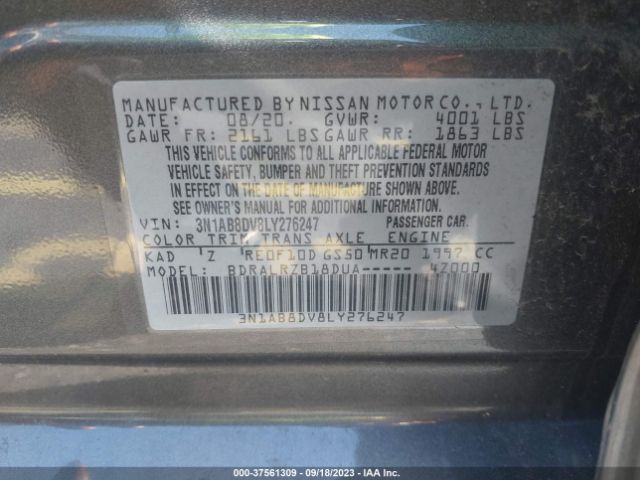 MANUFACTURED BY NISSAN MOTOR CO., LTD.
DATE: 08/20. GVWR: 4001 LBS
GAWR FR: 2161 LBS GAWR RR: 1863 LBS
THIS VEHICLE CONFORMS TO ALL APPLICABLE FEDERAL MOTOR
VEHICLE SAFETY, BUMPER AND THEFT PREVENTION STANDARDS
IN EFFECT ON THE DATE OF MANUFACTURE SHOWN ABOVE.
SEE OWNER'S MANUAL FOR ADDITIONAL INFORMATION.
VIN: 3N1AB8DV8LY276247 PASSENGER CAR.
COLOR TRIM TRANS AXLE ENGINE
KAD Z RE0F10D GS50 MR20 1997 CC
BDRALRZB18DUA----- 4Z000
3N1AB8DV8LY276247
000-37561309 - 09/18/2023 - IAA Inc.